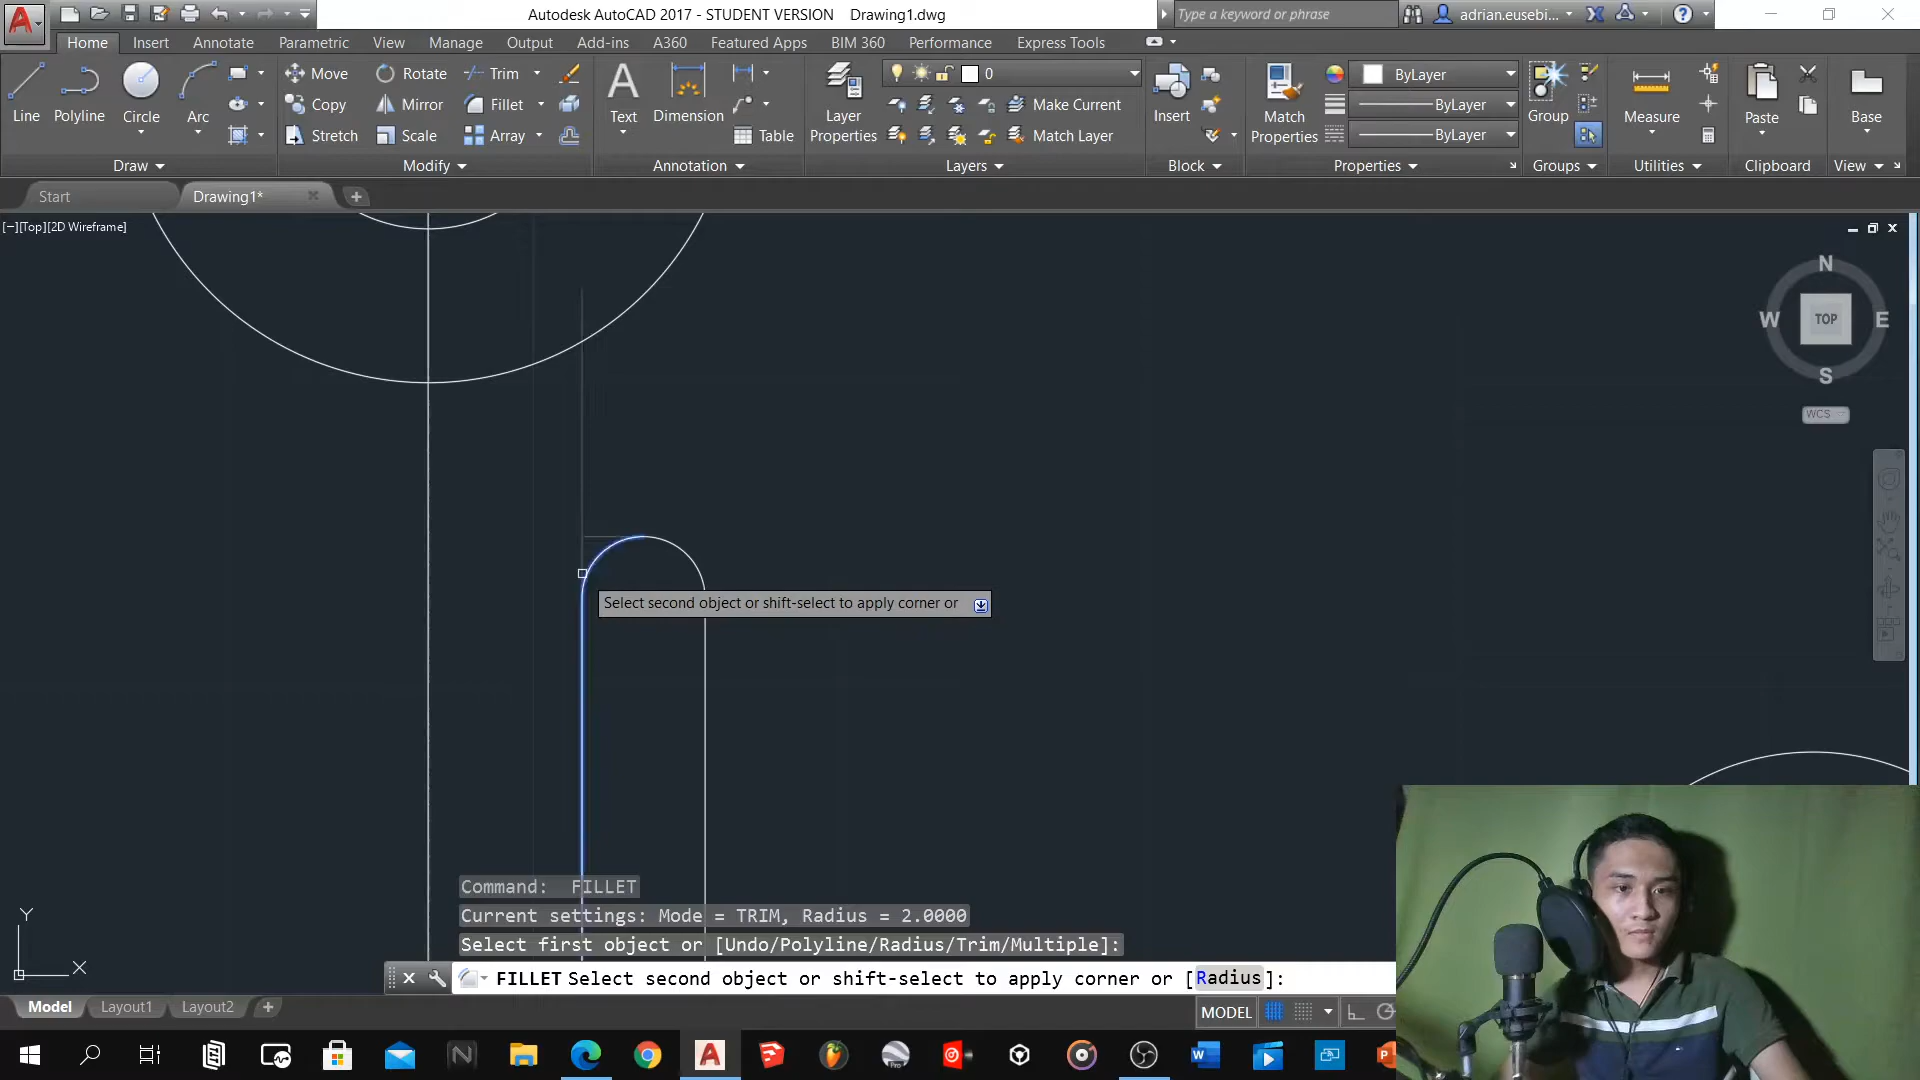 Autodesk AutoCAD 2017 - STUDENT VERSION    Drawing1.dwg
Type a keyword or phrase
adrian.eusebi...
Home Insert Annotate Parametric View Manage Output Add-ins A360 Featured Apps BIM 360 Performance Express Tools
Line Polyline Circle Arc
Move Rotate Trim
Copy Mirror Fillet
Stretch Scale Array
Text Dimension Table
Layer Properties
0
Make Current
Match Layer
Insert
Match Properties
ByLayer
ByLayer
ByLayer
Group
Measure
Paste
Base
Draw Modify Annotation Layers Block Properties Groups Utilities Clipboard View
Start Drawing1*
[−][Top][2D Wireframe]
N
W TOP E
S
WCS
Select second object or shift-select to apply corner or
Command:  FILLET
Current settings: Mode = TRIM, Radius = 2.0000
Select first object or [Undo/Polyline/Radius/Trim/Multiple]:
FILLET Select second object or shift-select to apply corner or [Radius]:
Y
X
Model Layout1 Layout2
MODEL